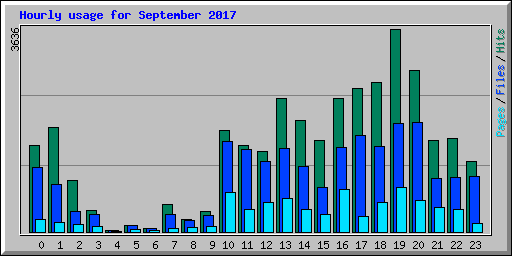 Hourly usage for September 2017
3636
Pages / Files / Hits
0 1 2 3 4 5 6 7 8 9 10 11 12 13 14 15 16 17 18 19 20 21 22 23